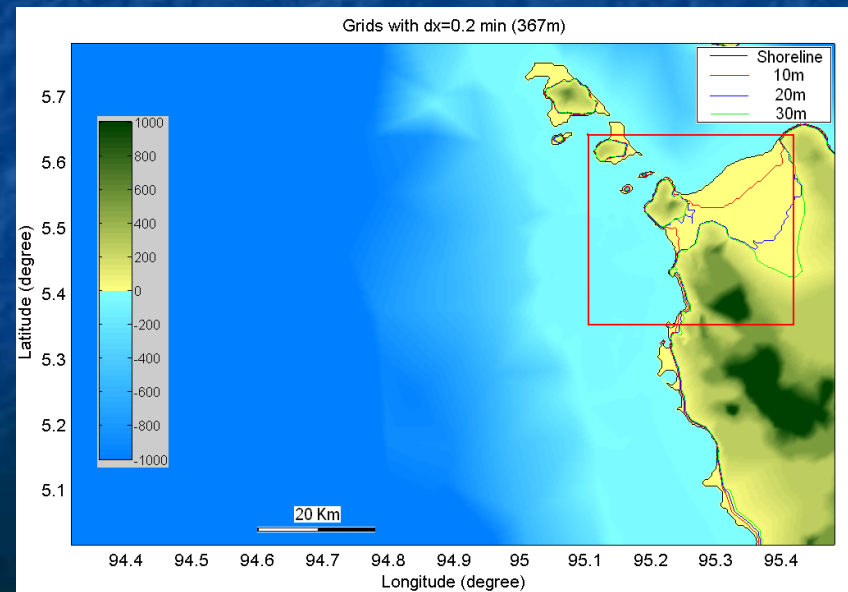 Grids with dx=0.2 min (367m)
Shoreline
10m
20m
30m
1000
800
600
400
200
0
-200
-400
-600
-800
-1000
5.7
5.6
5.5
5.4
5.3
5.2
5.1
Latitude (degree)
20 Km
94.4 94.5 94.6 94.7 94.8 94.9 95 95.1 95.2 95.3 95.4
Longitude (degree)